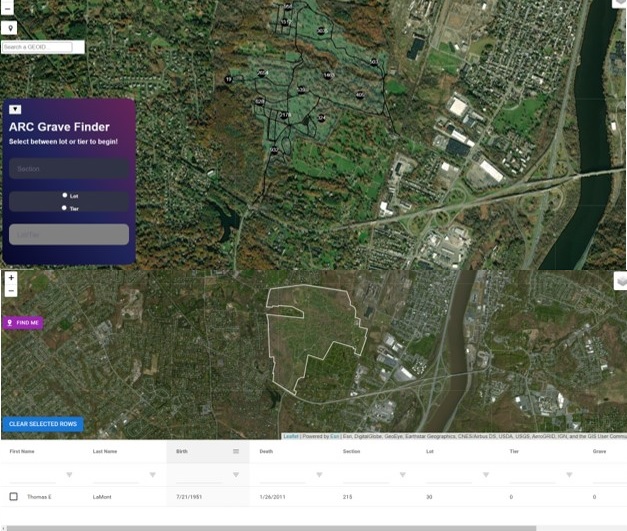 −
Search a GEOID...
ARC Grave Finder
Select between lot or tier to begin!
Section
Lot
Tier
+
−
FIND ME
CLEAR SELECTED ROWS
Leaflet | Powered by Esri | Esri, DigitalGlobe, GeoEye, Earthstar Geographics, CNES/Airbus DS, USDA, USGS, AeroGRID, IGN, and the GIS User Commu
First Name Last Name Birth Death Section Lot Tier Grave
Thomas E LaMont 7/21/1951 1/26/2011 215 30 0 0